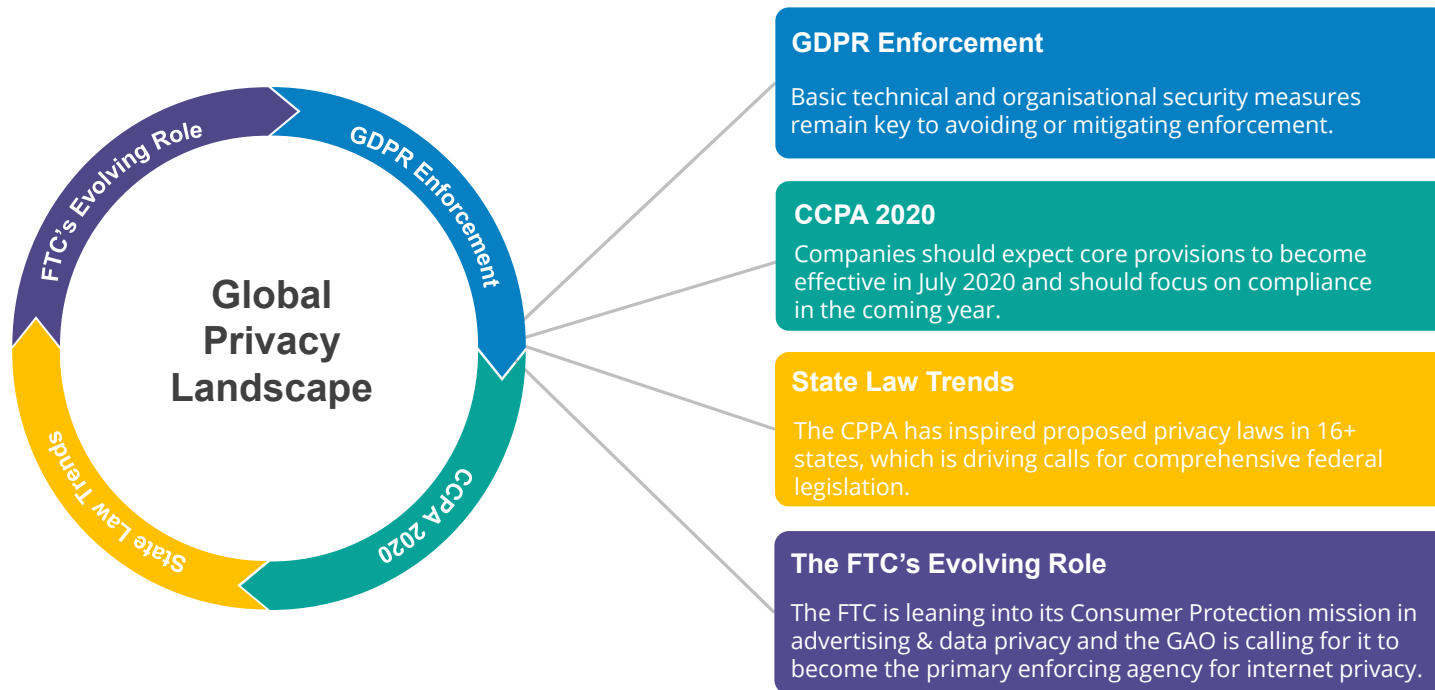 FTC's Evolving Role
GDPR Enforcement
Global
Privacy
Landscape
State Law Trends
CCPA 2020
GDPR Enforcement
Basic technical and organisational security measures
remain key to avoiding or mitigating enforcement.
CCPA 2020
Companies should expect core provisions to become
effective in July 2020 and should focus on compliance
in the coming year.
State Law Trends
The CPPA has inspired proposed privacy laws in 16+
states, which is driving calls for comprehensive federal
legislation.
The FTC's Evolving Role
The FTC is leaning into its Consumer Protection mission in
advertising & data privacy and the GAO is calling for it to
become the primary enforcing agency for internet privacy.